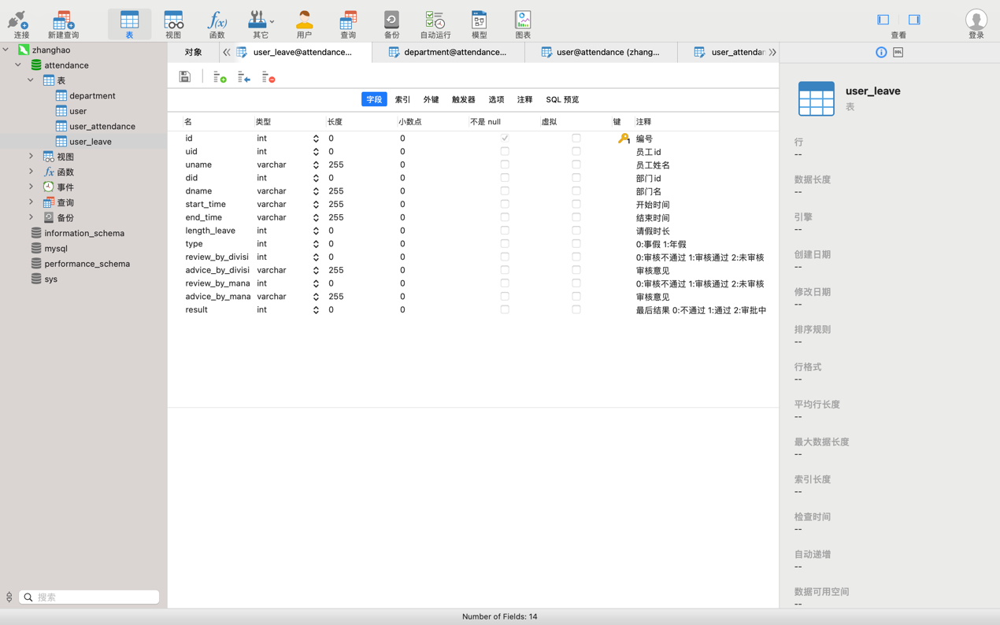 连接
新建查询
表
视图
函数
其它
用户
查询
备份
自动运行
模型
图表
查看
登录
zhanghao
attendance
表
department
user
user_attendance
user_leave
视图
函数
事件
查询
备份
information_schema
mysql
performance_schema
sys
搜索
对象
user_leave@attendance...
department@attendance...
user@attendance (zhang...
user_attendan
字段 索引 外键 触发器 选项 注释 SQL 预览
名 类型 长度 小数点 不是 null 虚拟 键 注释
id int 0 0 1 编号
uid int 0 0 员工id
uname varchar 255 0 员工姓名
did int 0 0 部门id
dname varchar 255 0 部门名
start_time varchar 255 0 开始时间
end_time varchar 255 0 结束时间
length_leave int 0 0 请假时长
type int 0 0 0:事假 1:年假
review_by_divisi int 0 0 0:审核不通过 1:审核通过 2:未审核
advice_by_divisi varchar 255 0 审核意见
review_by_mana int 0 0 0:审核不通过 1:审核通过 2:未审核
advice_by_mana varchar 255 0 审核意见
result int 0 0 最后结果 0:不通过 1:通过 2:审批中
DDL
user_leave
表
行
--
数据长度
--
引擎
--
创建日期
--
修改日期
--
排序规则
--
行格式
--
平均行长度
--
最大数据长度
--
索引长度
--
检查时间
--
自动递增
--
数据可用空间
--
Number of Fields: 14